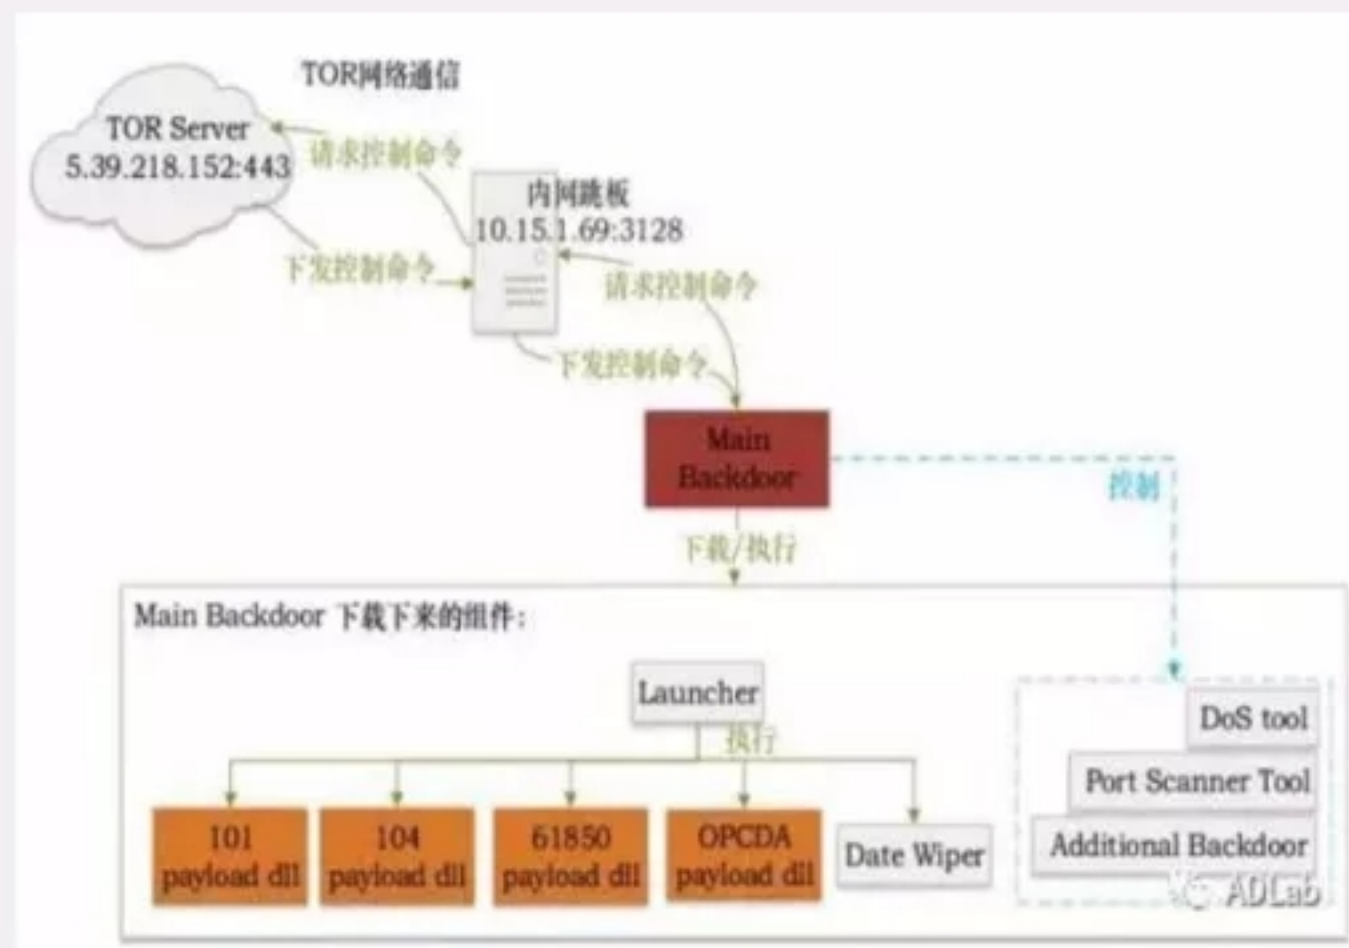 TOR网络通信
TOR Server
5.39.218.152:443
请求控制命令
内网跳板
10.15.1.69:3128
下发控制命令
请求控制命令
下发控制命令
Main
Backdoor
控制
下载/执行
Main Backdoor 下载下来的组件:
Launcher
执行
DoS tool
Port Scanner Tool
Additional Backdoor
101
payload dll
104
payload dll
61850
payload dll
OPCDA
payload dll
Date Wiper
ADLab